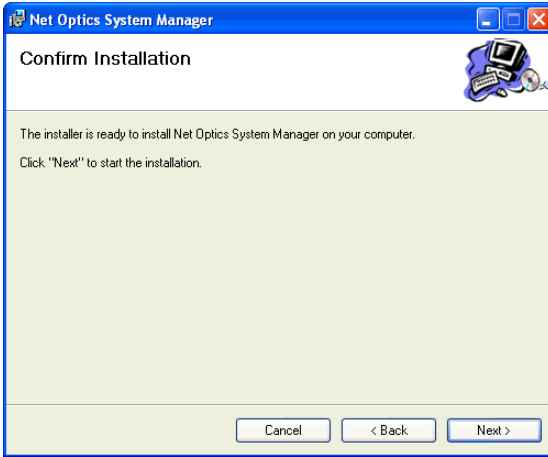 Net Optics System Manager
Confirm Installation
The installer is ready to install Net Optics System Manager on your computer.
Click "Next" to start the installation.
Cancel
< Back
Next >